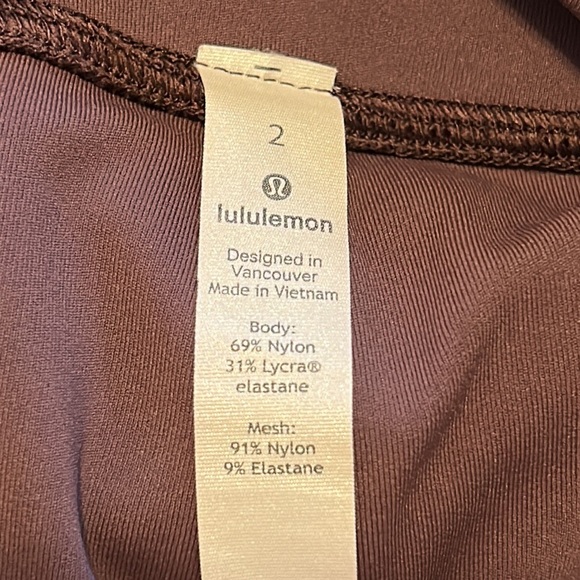 2
lululemon
Designed in
Vancouver
Made in Vietnam
Body:
69% Nylon
31% Lycra®
elastane
Mesh:
91% Nylon
9% Elastane